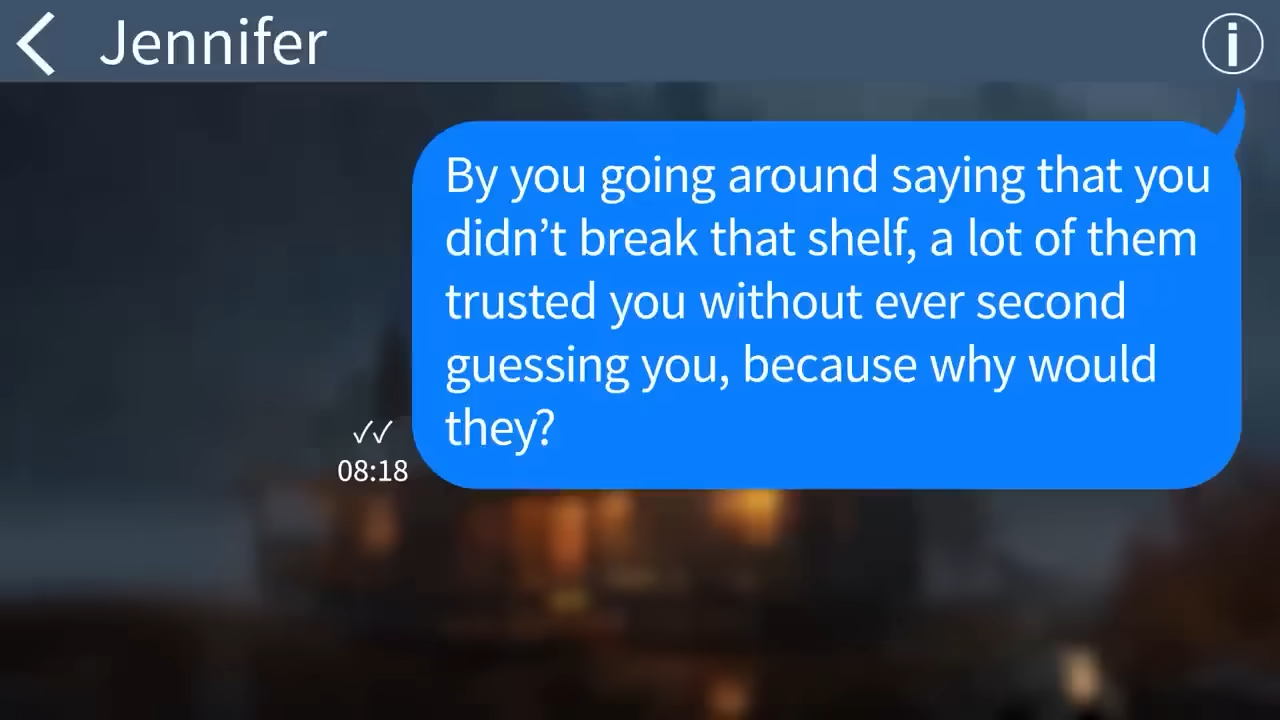 Jennifer
By you going around saying that you
didn’t break that shelf, a lot of them
trusted you without ever second
guessing you, because why would
they?
✓✓
08:18